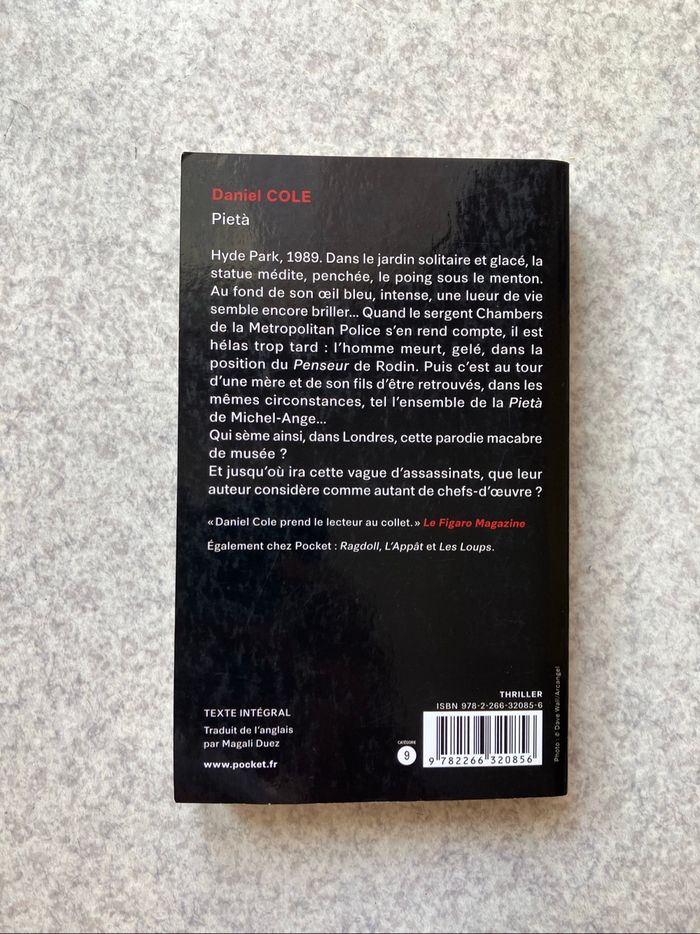 Daniel COLE
Pietà
Hyde Park, 1989. Dans le jardin solitaire et glacé, la
statue médite, penchée, le poing sous le menton.
Au fond de son œil bleu, intense, une lueur de vie
semble encore briller... Quand le sergent Chambers
de la Metropolitan Police s'en rend compte, il est
hélas trop tard : l'homme meurt, gelé, dans la
position du Penseur de Rodin. Puis c'est au tour
d'une mère et de son fils d'être retrouvés, dans les
mêmes circonstances, tel l'ensemble de la Pietà
de Michel-Ange...
Qui sème ainsi, dans Londres, cette parodie macabre
de musée ?
Et jusqu'où ira cette vague d'assassinats, que leur
auteur considère comme autant de chefs-d'œuvre ?
« Daniel Cole prend le lecteur au collet. » Le Figaro Magazine
Également chez Pocket : Ragdoll, L'Appât et Les Loups.
THRILLER
ISBN 978-2-266-32085-6
TEXTE INTÉGRAL
Traduit de l'anglais
par Magali Duez
www.pocket.fr
CATÉGORIE
9
9 782266 320856
Photo : © Dave Wall/Arcangel